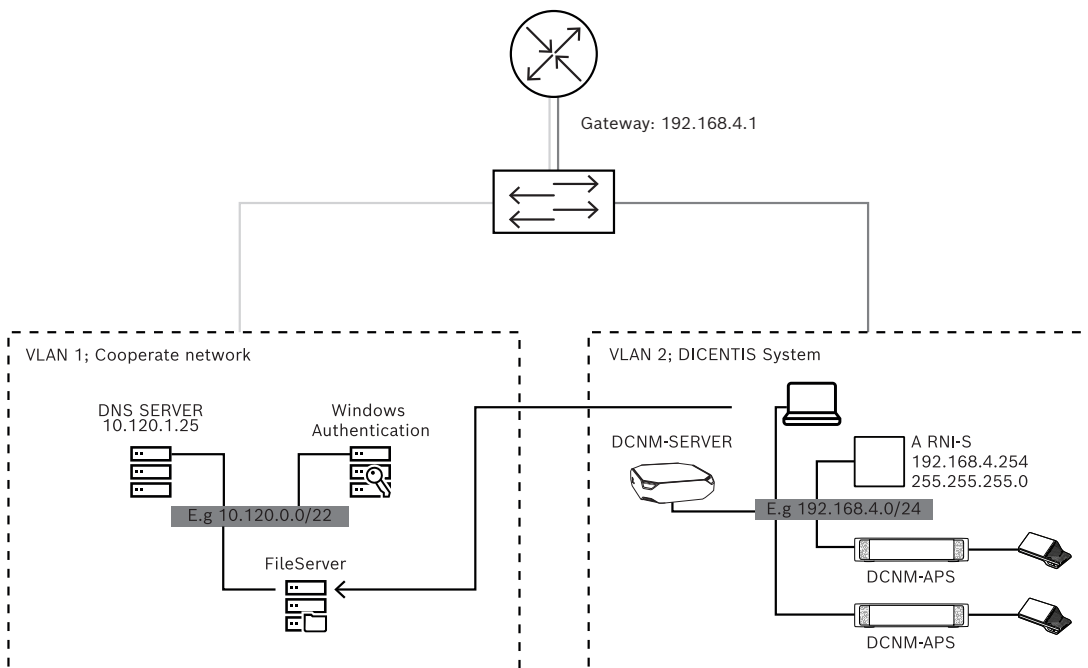 Gateway: 192.168.4.1
VLAN 1; Cooperate network
DNS SERVER
10.120.1.25
Windows
Authentication
E.g 10.120.0.0/22
FileServer
VLAN 2; DICENTIS System
DCNM-SERVER
A RNI-S
192.168.4.254
255.255.255.0
E.g 192.168.4.0/24
DCNM-APS
DCNM-APS